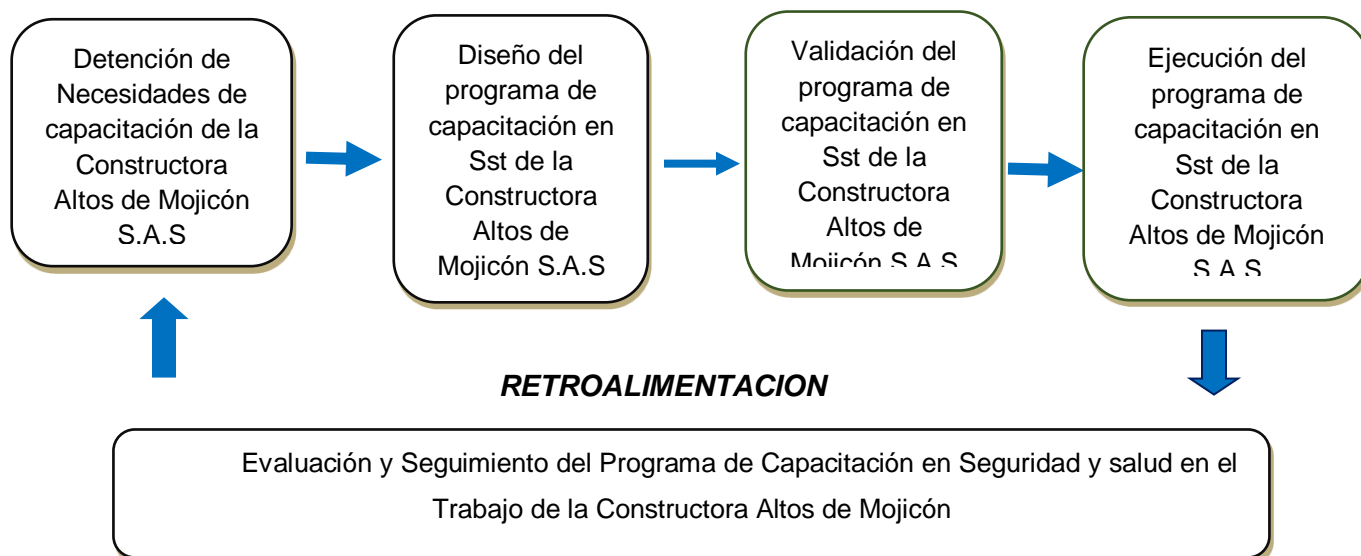 Detención de
Necesidades de
capacitación de la
Constructora
Altos de Mojicón
S.A.S
Diseño del
programa de
capacitación en
Sst de la
Constructora
Altos de
Mojicón S.A.S
Validación del
programa de
capacitación en
Sst de la
Constructora
Altos de
Mojicón S.A.S
Ejecución del
programa de
capacitación en
Sst de la
Constructora
Altos de Mojicón
S.A.S
RETROALIMENTACION
Evaluación y Seguimiento del Programa de Capacitación en Seguridad y salud en el
Trabajo de la Constructora Altos de Mojicón